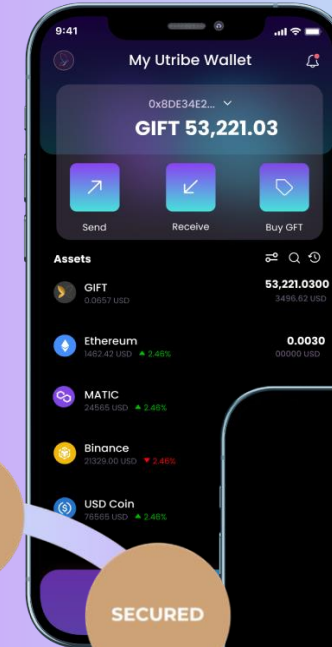 9:41
My Utribe Wallet
0x8DE34E2...
GIFT 53,221.03
Send Receive Buy GFT
Assets
GIFT 53,221.0300
0.0657 USD 3496.62 USD
Ethereum 0.0030
1462.42 USD ▲ 2.46% 00000 USD
MATIC
24565 USD ▲ 2.46%
Binance
21329.00 USD ▼ 2.46%
USD Coin
76565 USD ▲ 2.46%
SECURED